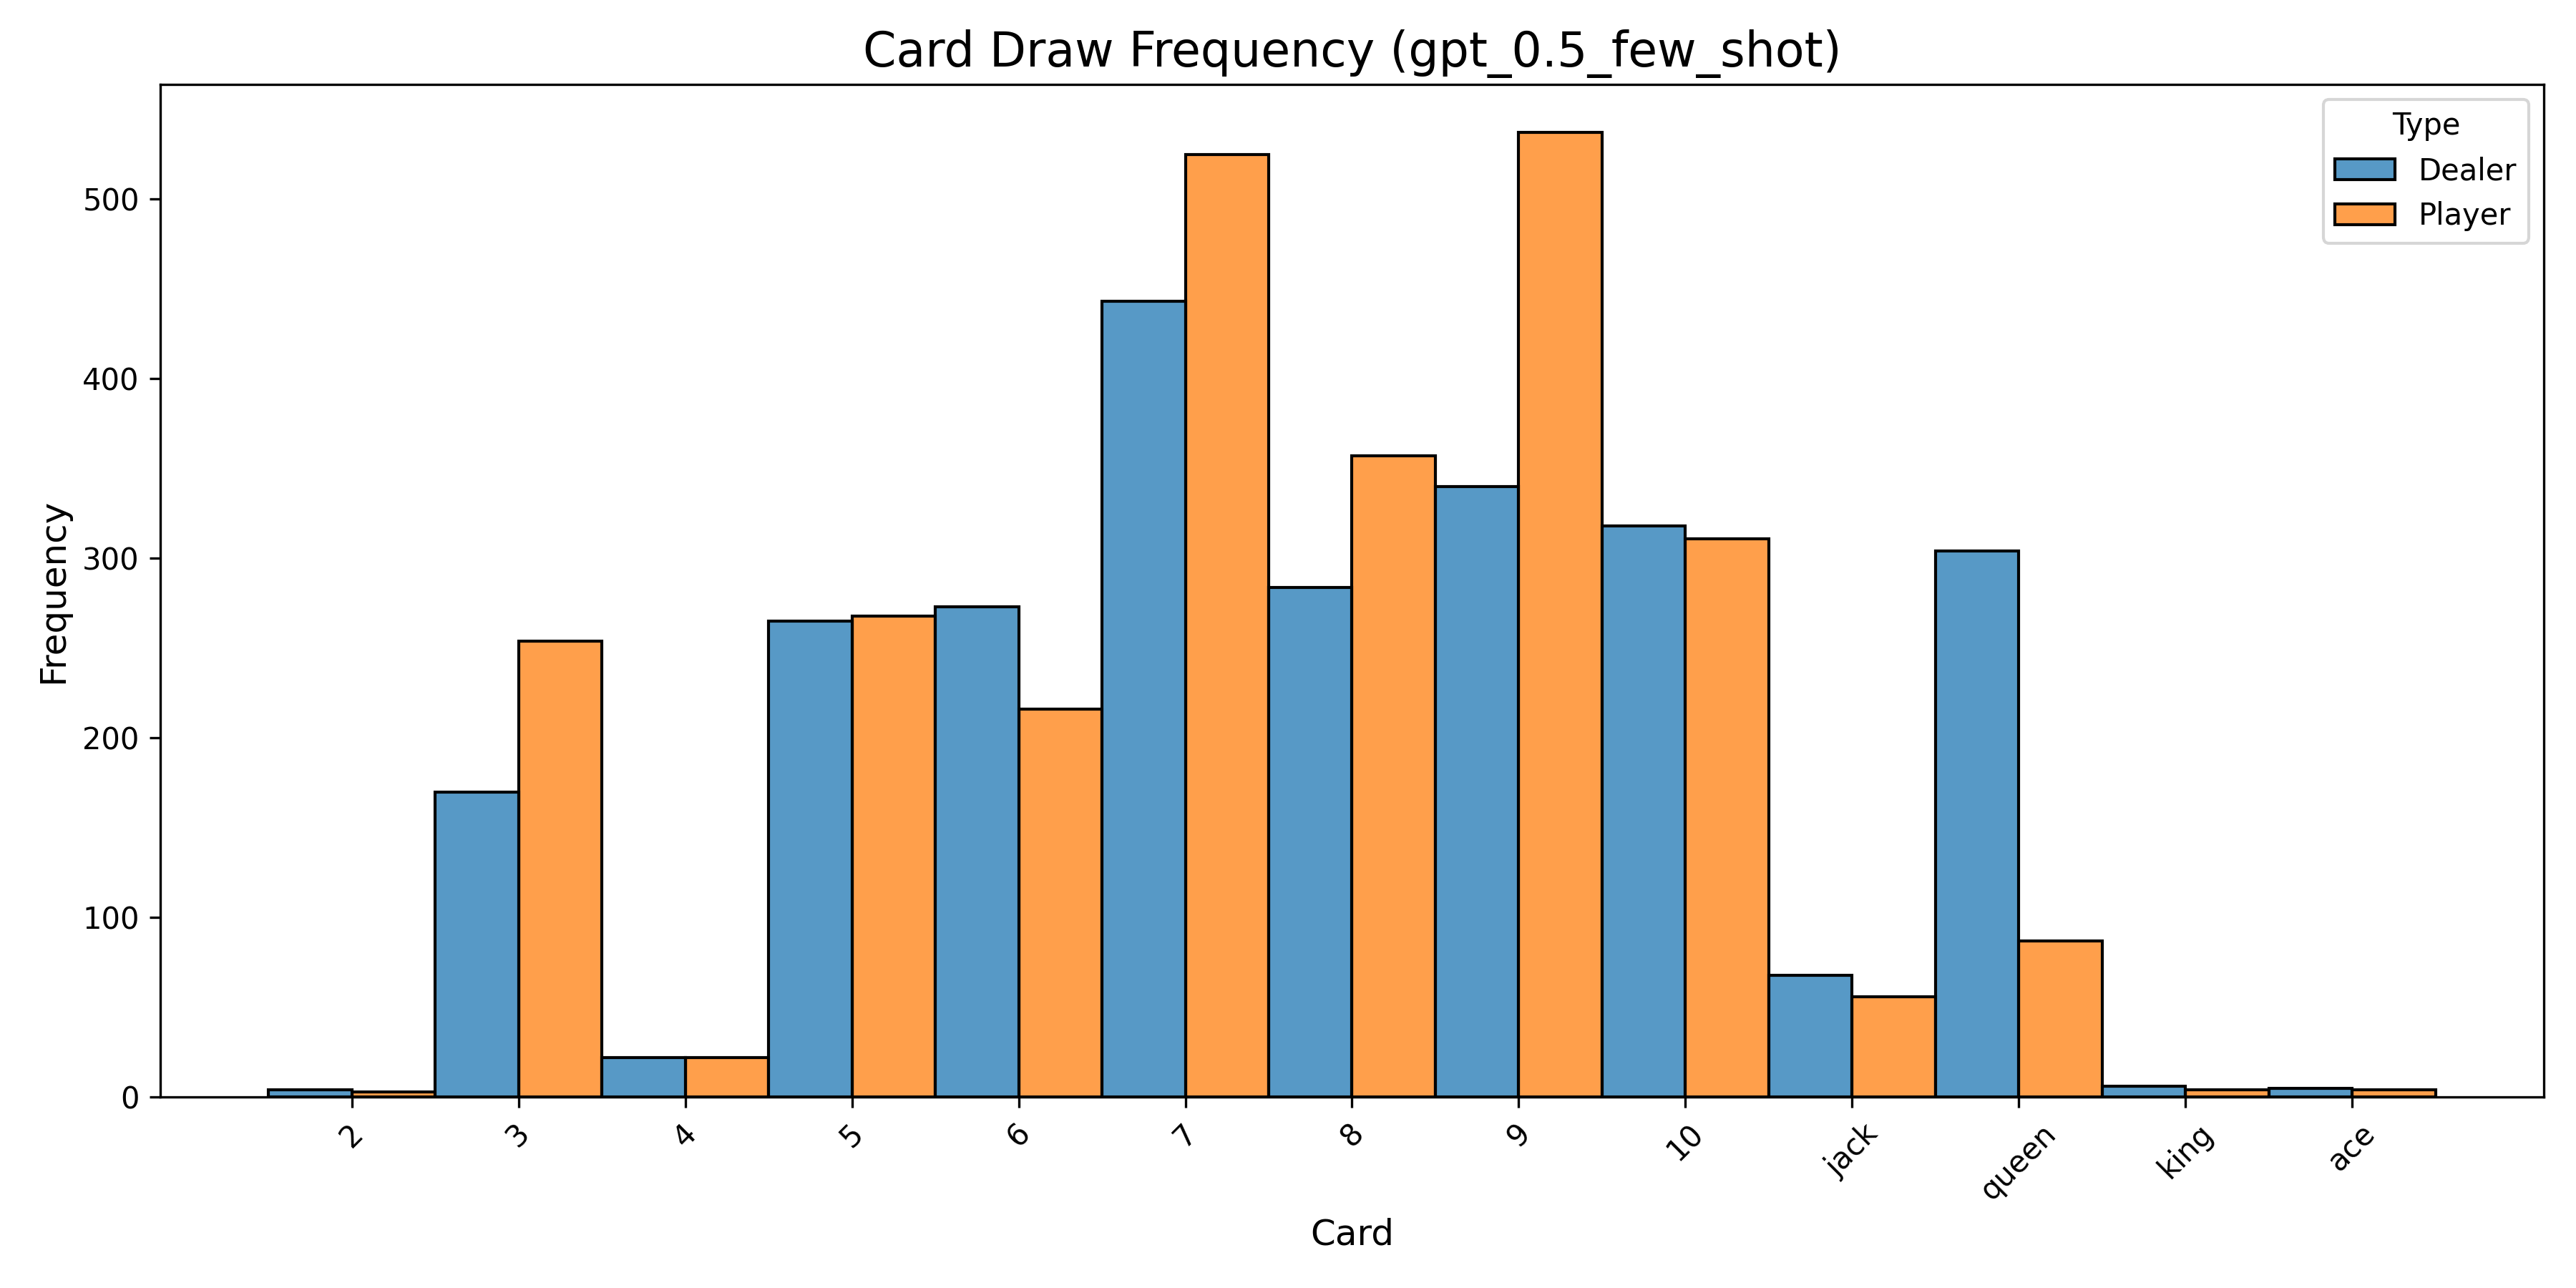 Card Draw Frequency (gpt_0.5_few_shot)
Type
Dealer
Player
Frequency
500
400
300
200
100
0
2
3
4
5
6
7
8
9
10
jack
queen
king
ace
Card